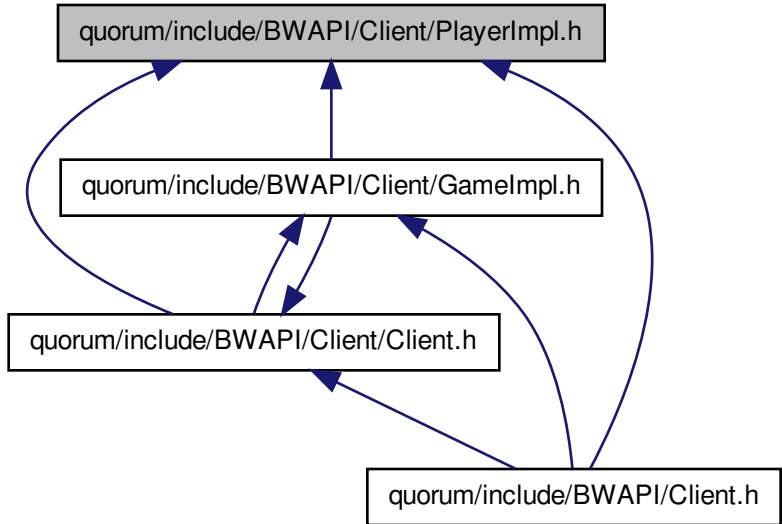 quorum/include/BWAPI/Client/PlayerImpl.h
quorum/include/BWAPI/Client/GameImpl.h
quorum/include/BWAPI/Client/Client.h
quorum/include/BWAPI/Client.h